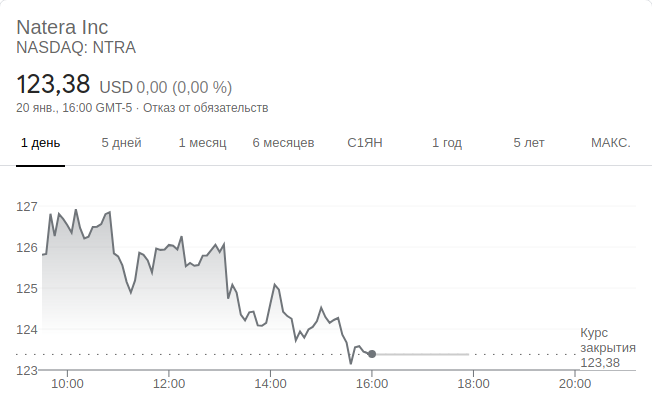 Natera Inc
NASDAQ: NTRA
123,38 USD 0,00 (0,00 %)
20 янв., 16:00 GMT-5 · Отказ от обязательств
1 день 5 дней 1 месяц 6 месяцев С1ЯН 1 год 5 лет МАКС.
127
126
125
124
123
Курс
закрытия
123,38
10:00 12:00 14:00 16:00 18:00 20:00